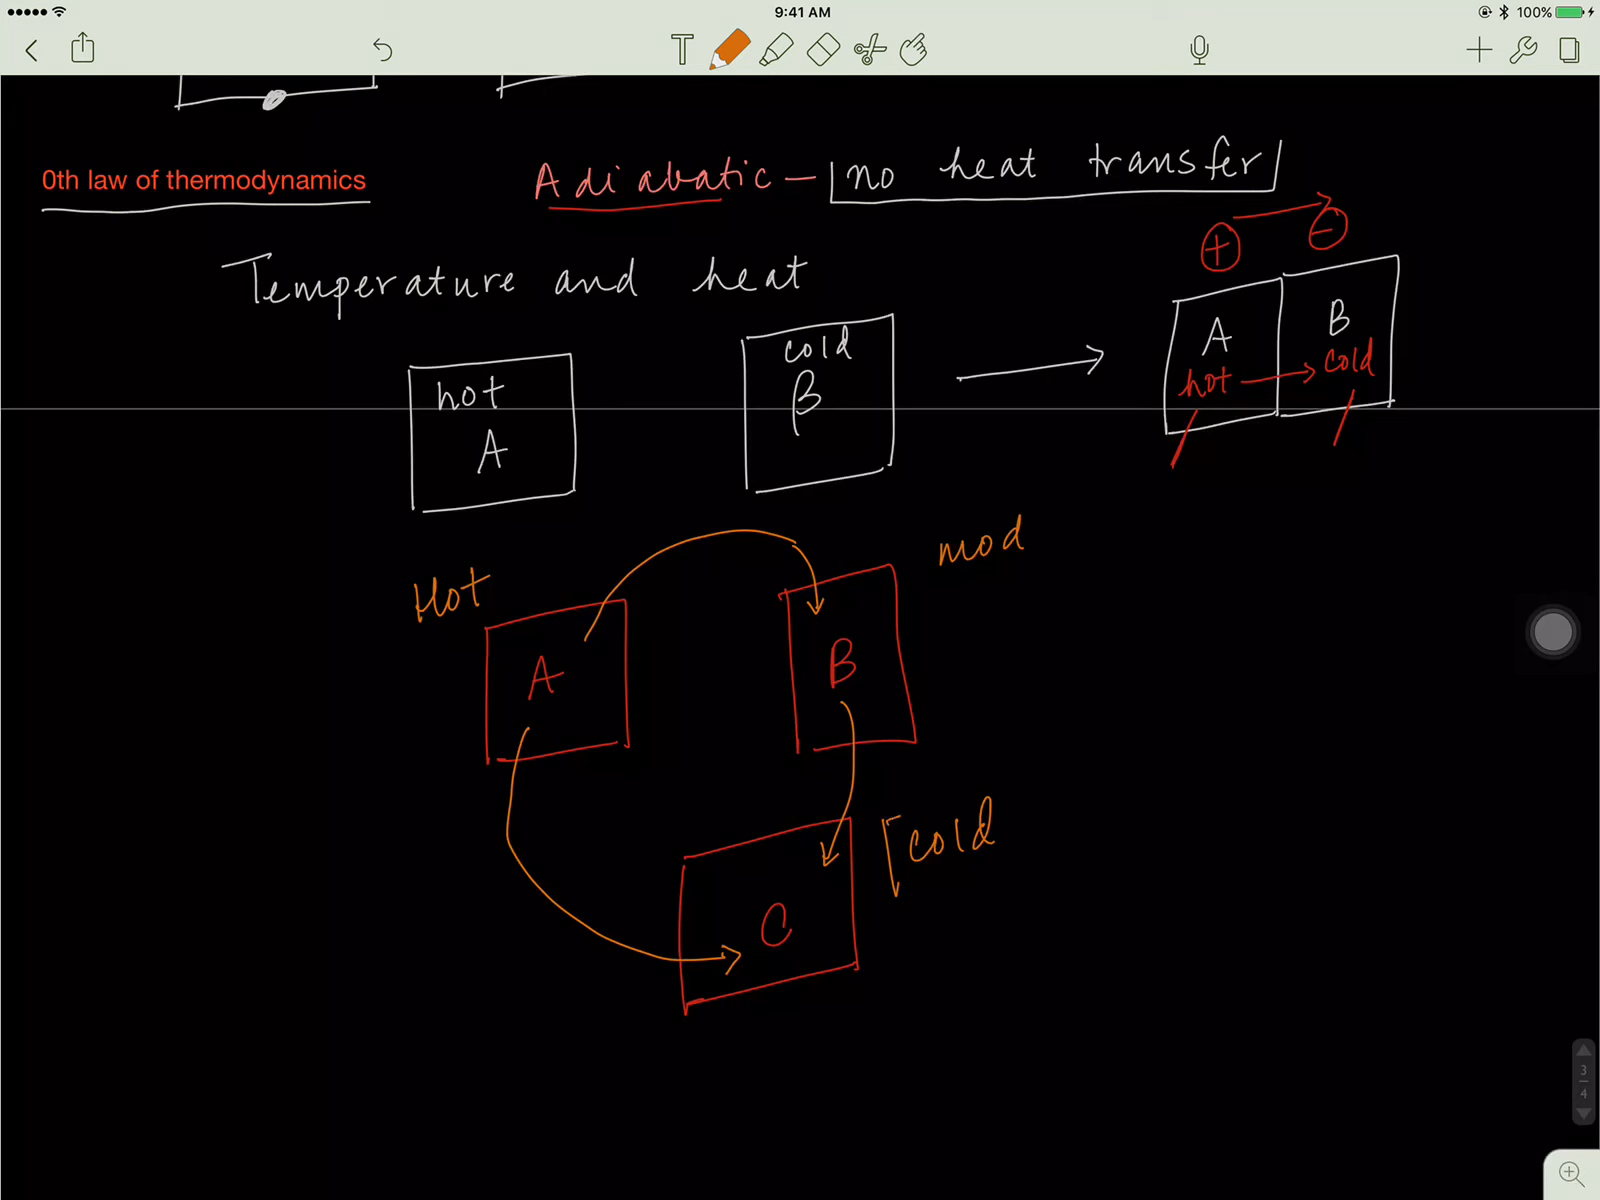 9:41 AM
100%
T
0th law of thermodynamics
Adiabatic — no heat transfer
+ → -
Temperature and heat
hot
A
cold
B
A
hot → cold
B
mod
Hot
A
B
[cold
C
3
4